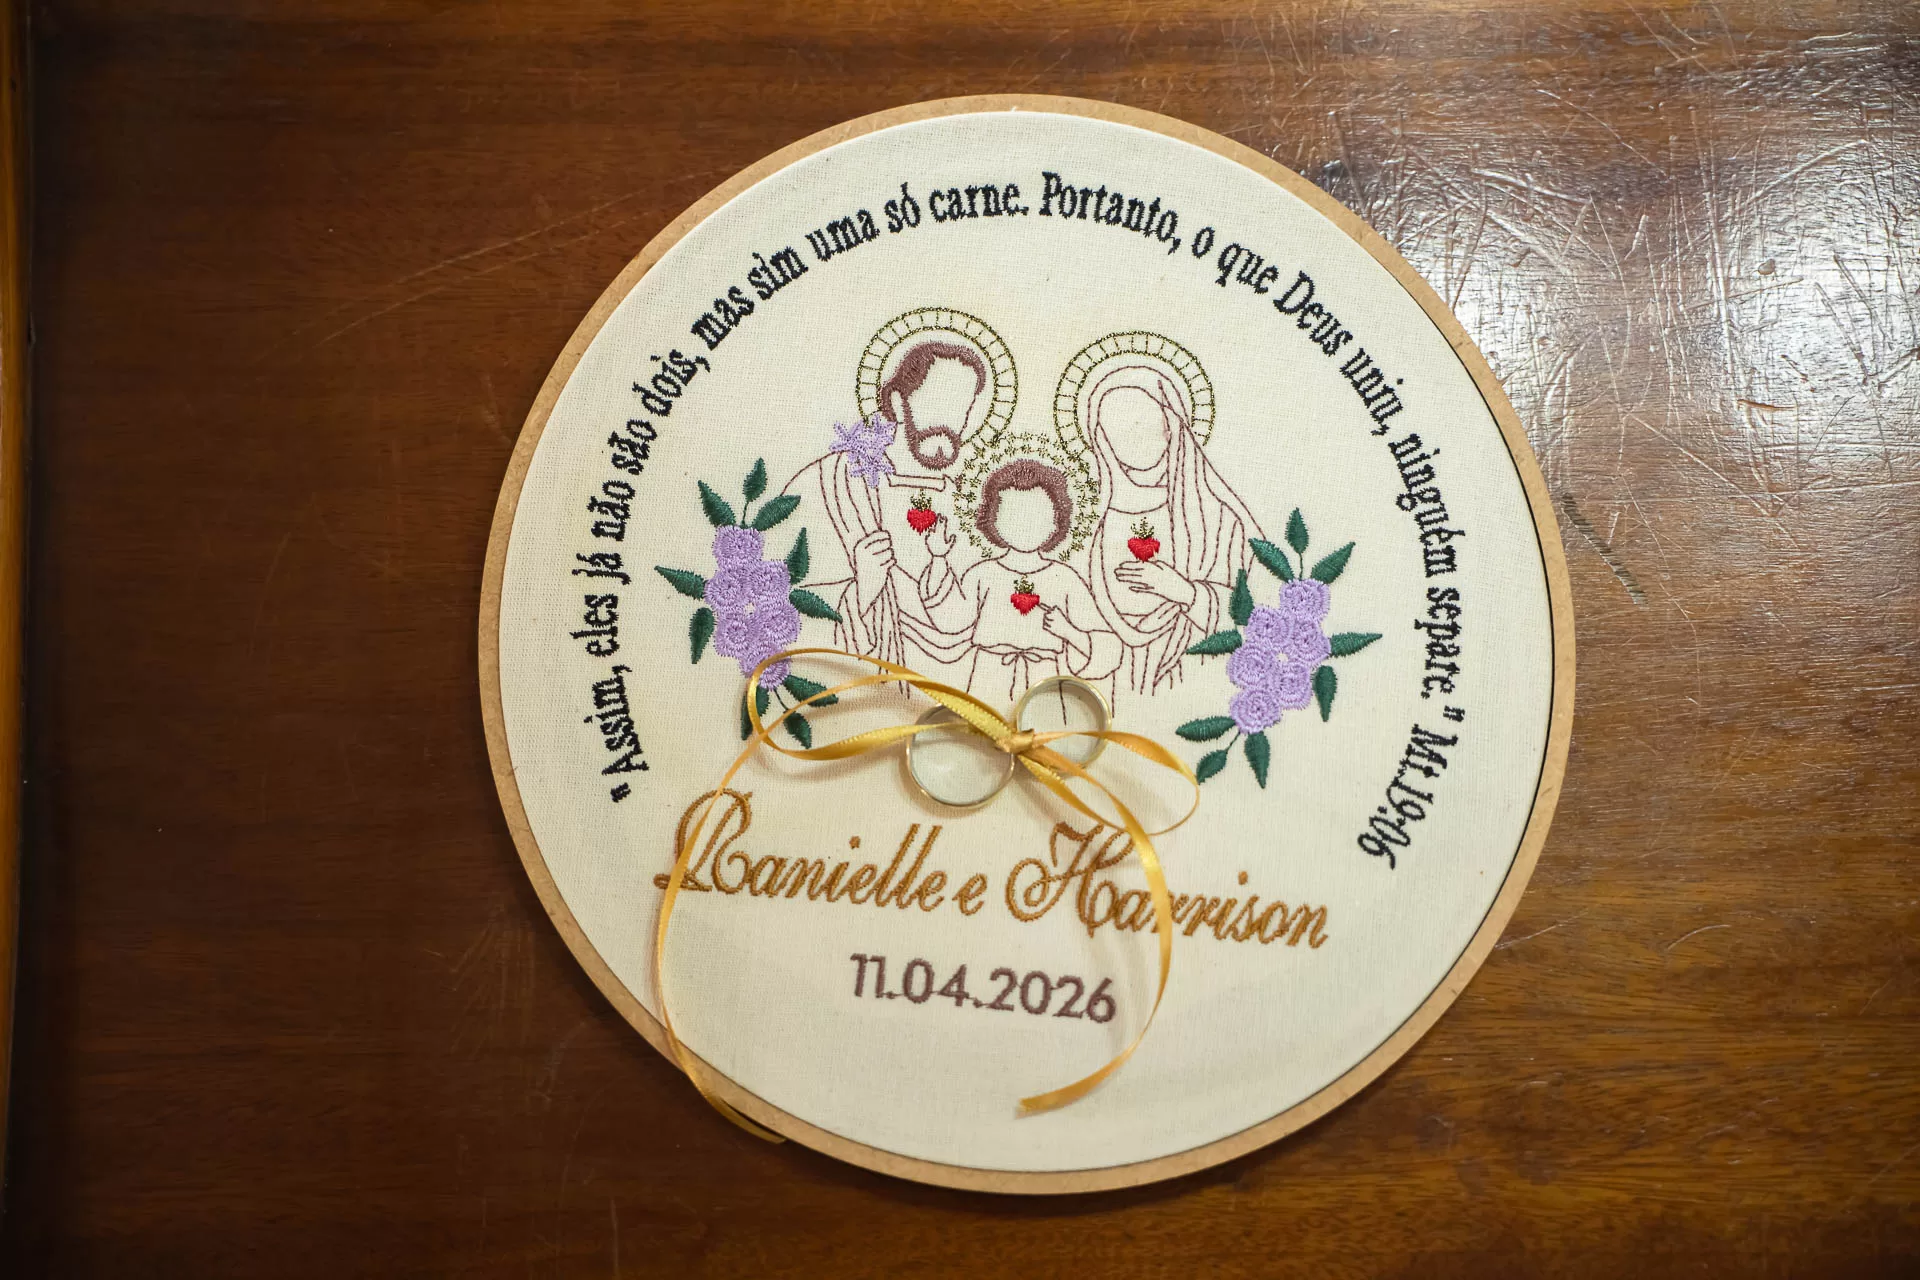 "Assim, eles já não são dois, mas sim uma só carne. Portanto, o que Deus uniu, ninguém separe." Mt.19:06
Ranielle e Harrison
11.04.2026